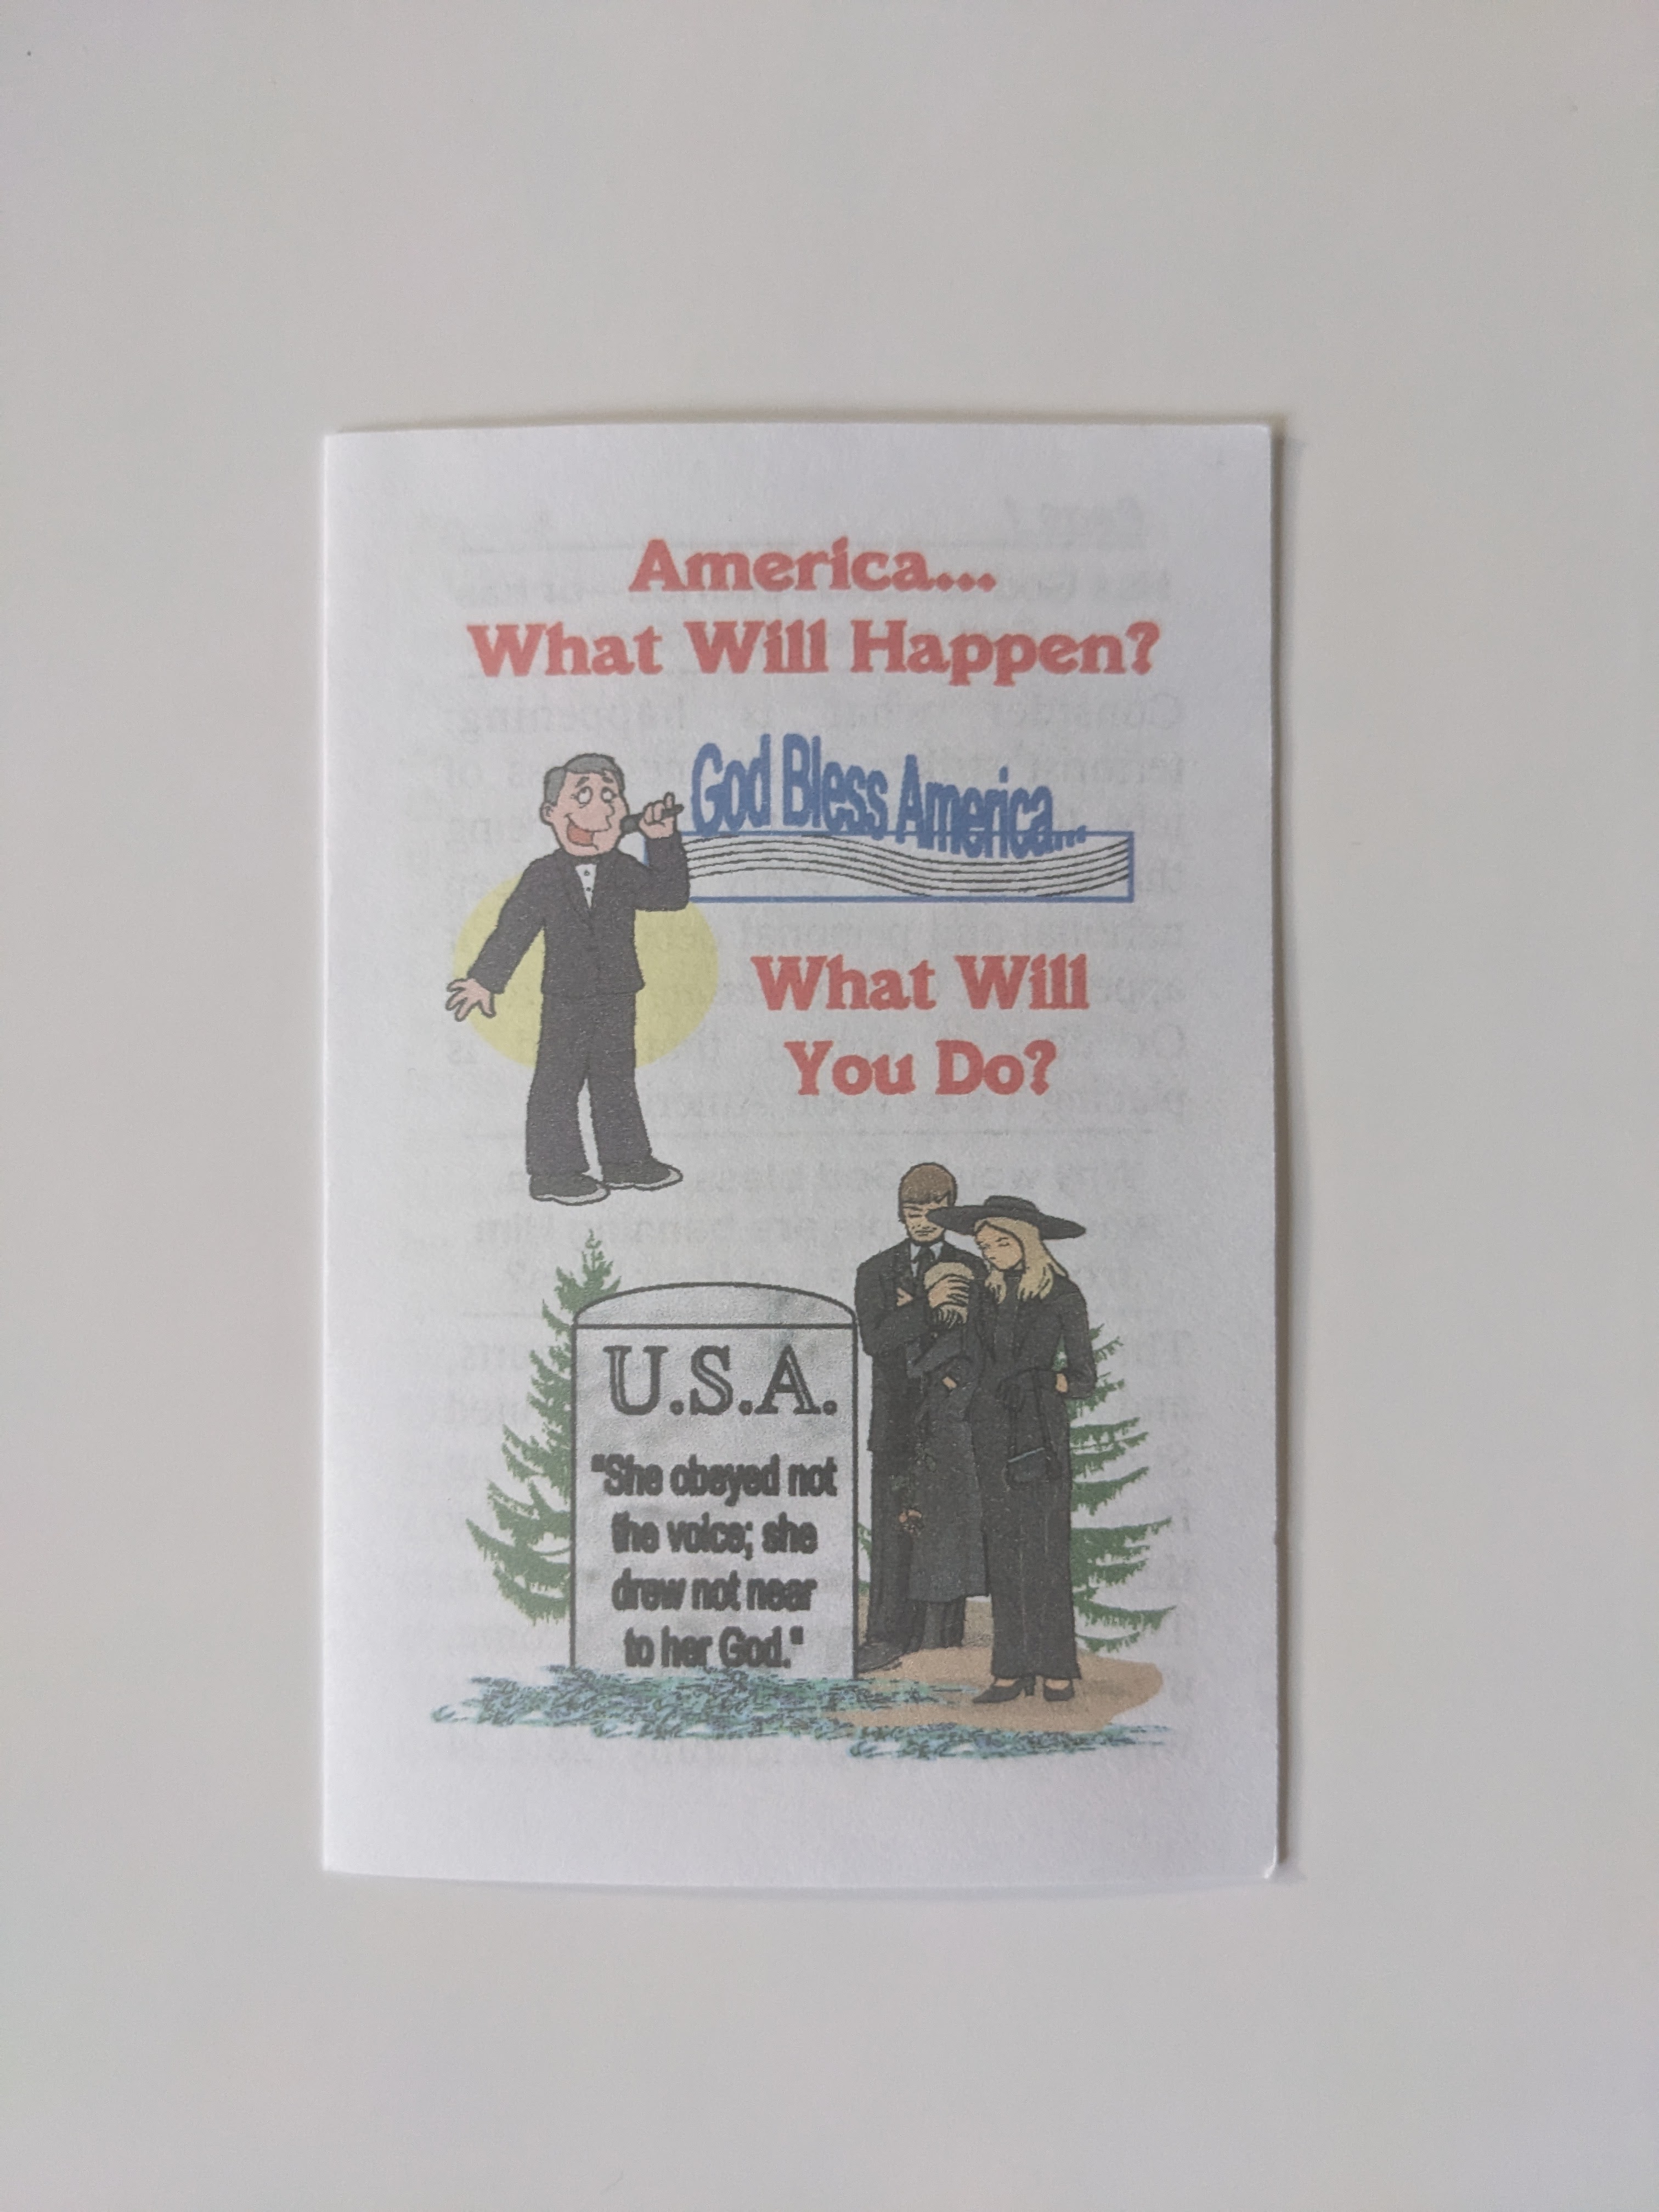 America...
What Will Happen?
God Bless America...
What Will
You Do?
U.S.A.
"She obeyed not
the voice; she
drew not near
to her God."